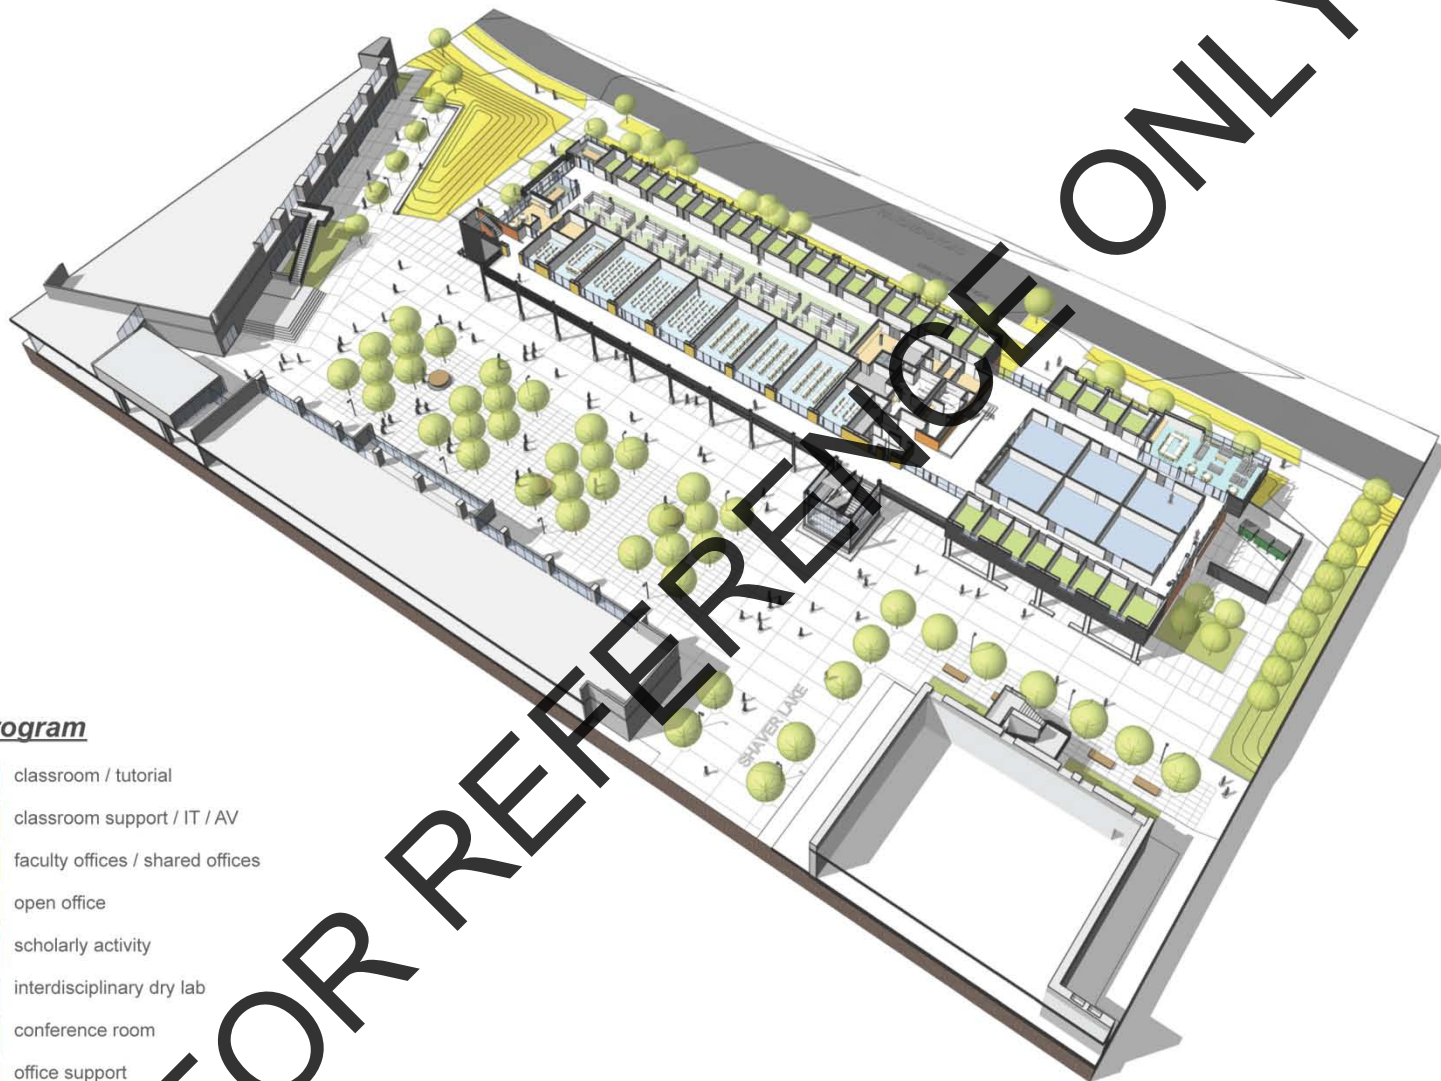 FOR REFERENCE ONLY
SHAVER LAKE
ogram
classroom / tutorial
classroom support / IT / AV
faculty offices / shared offices
open office
scholarly activity
interdisciplinary dry lab
conference room
office support